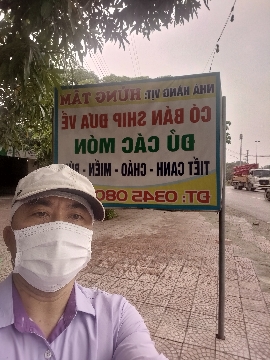 NHÀ HÀNG VỊT: HÙNG TÂM
CÓ BÁN SHIP ĐƯA VỀ
ĐỦ CÁC MÓN
TIẾT CANH - CHÁO - MIẾN -
ĐT: 0345 080